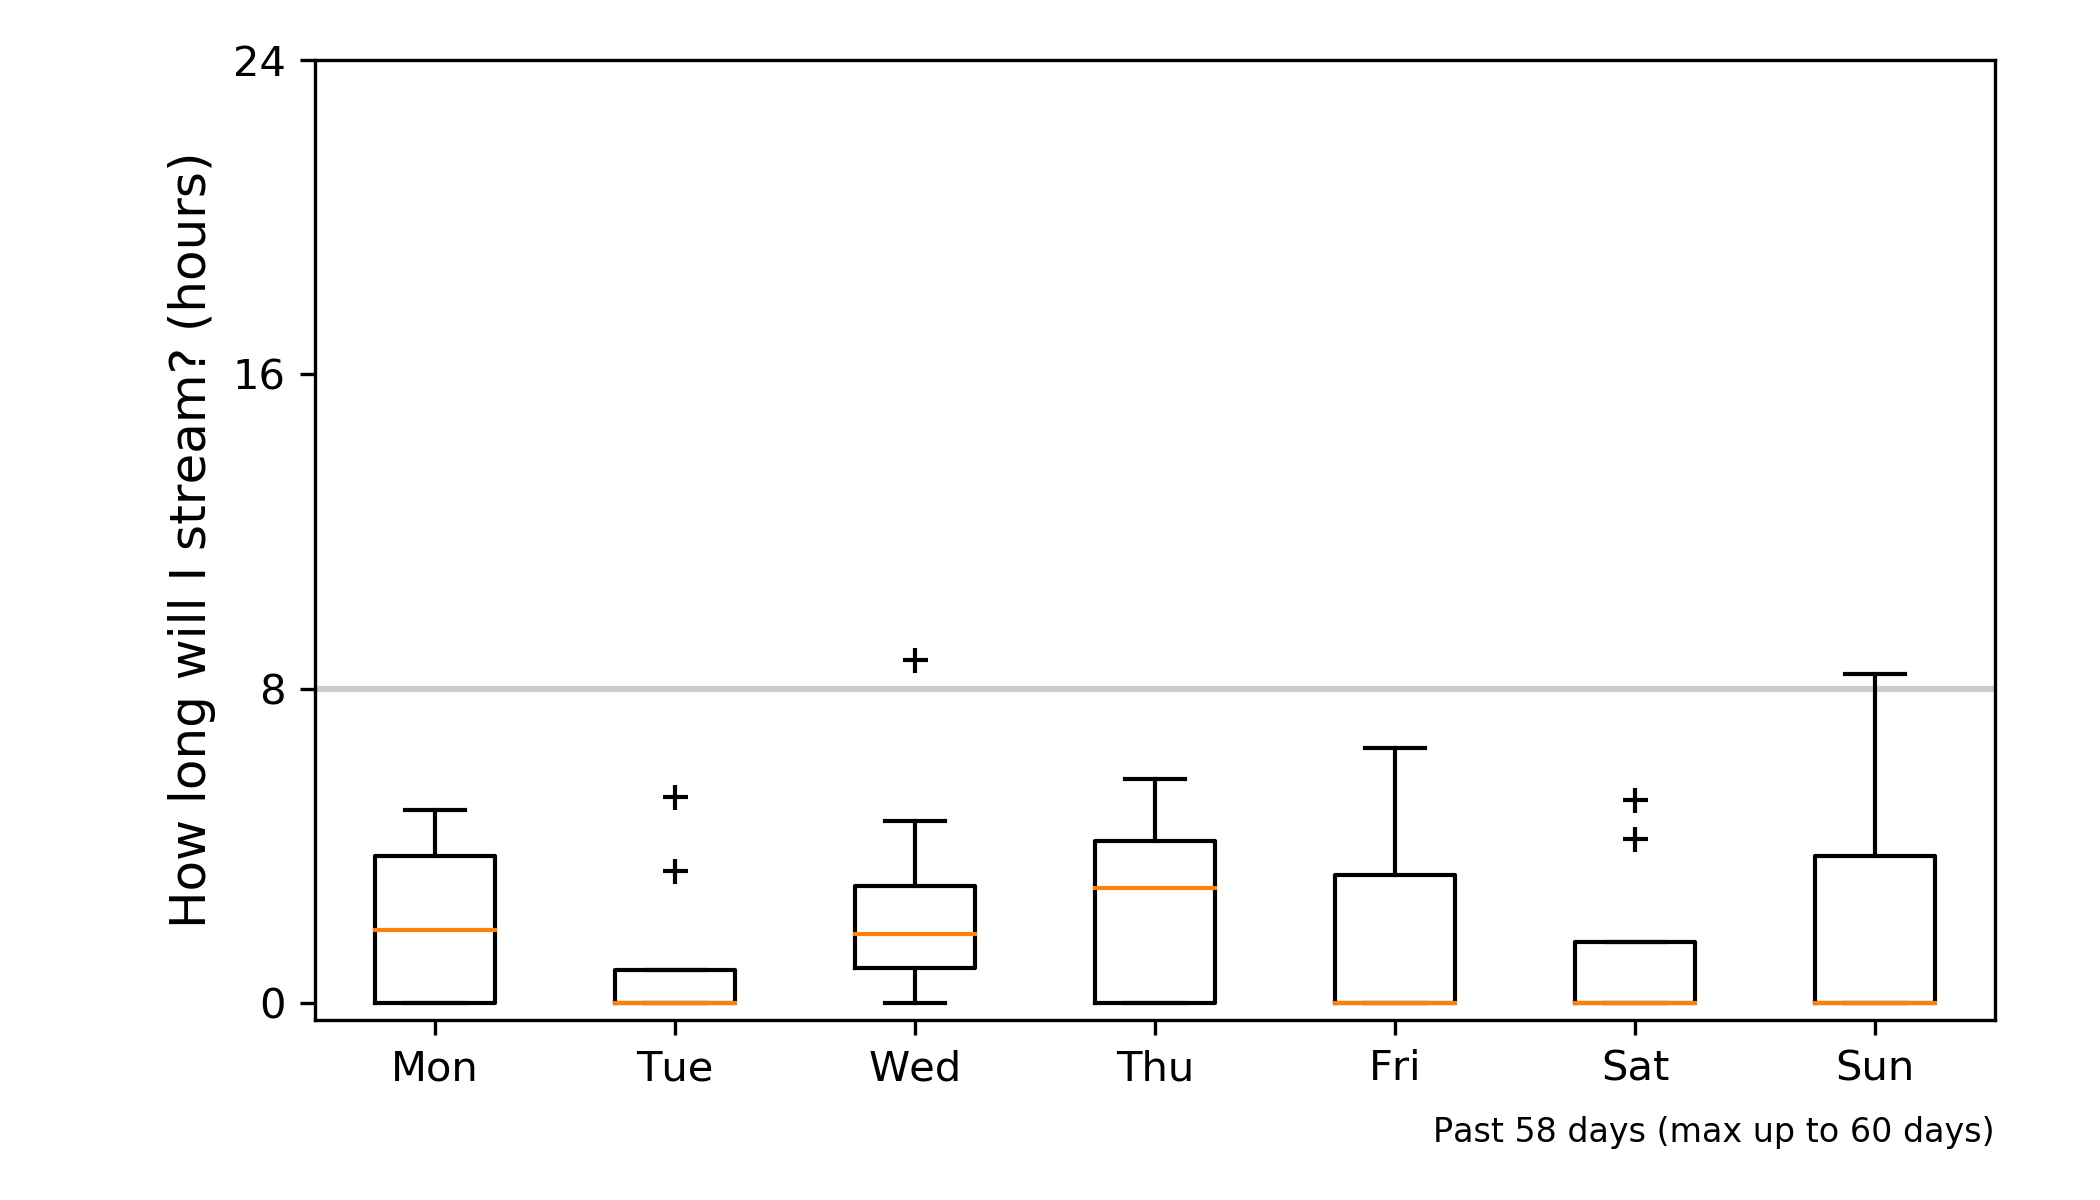 How long will I stream? (hours)
24
16
8
0
Mon Tue Wed Thu Fri Sat Sun
Past 58 days (max up to 60 days)